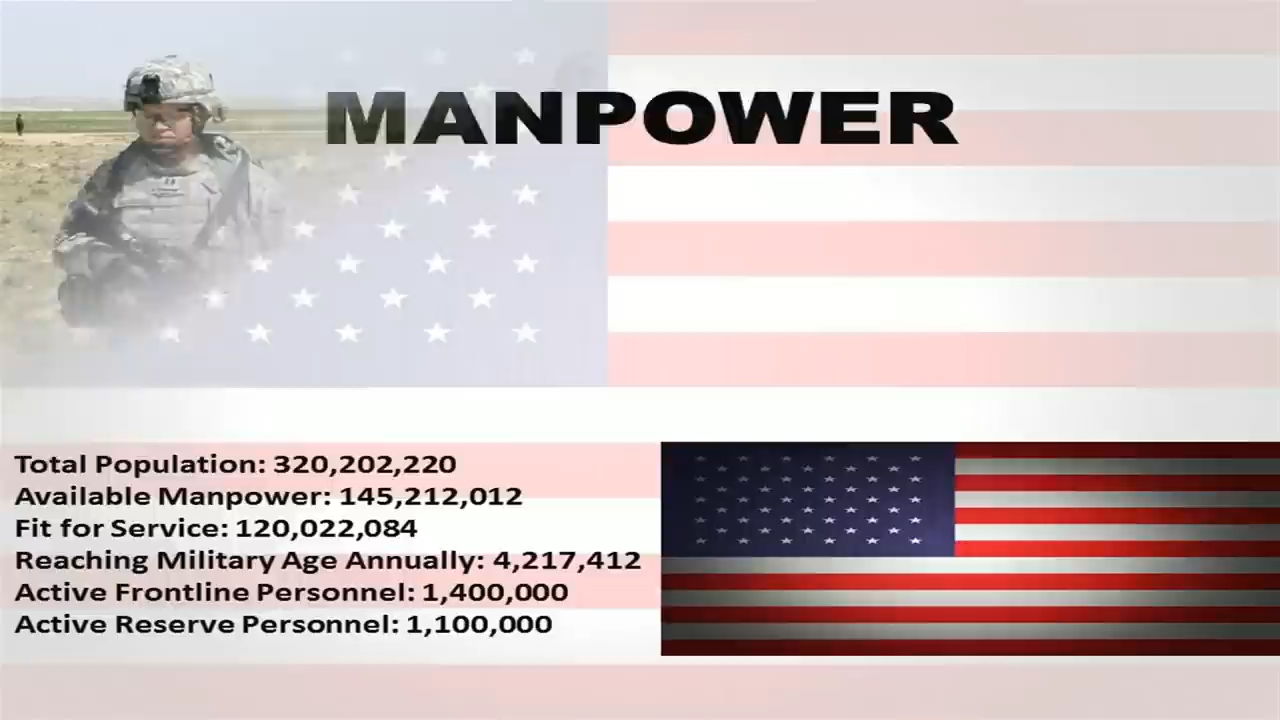 MANPOWER
Total Population: 320,202,220
Available Manpower: 145,212,012
Fit for Service: 120,022,084
Reaching Military Age Annually: 4,217,412
Active Frontline Personnel: 1,400,000
Active Reserve Personnel: 1,100,000